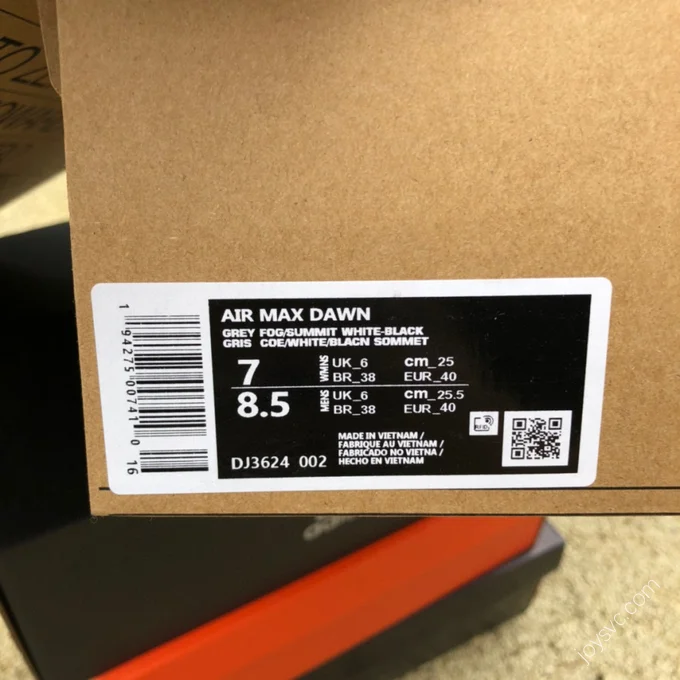 1 94275 00741 0 16
AIR MAX DAWN
GREY FOG/SUMMIT WHITE-BLACK
GRIS COE/WHITE/BLACN SOMMET
7 WMNS UK_6 cm_25
BR_38 EUR_40
8.5 MENS UK_6 cm_25.5
BR_38 EUR_40
MADE IN VIETNAM /
FABRIQUE AU VIETNAM /
FABRICADO NO VIETNA /
HECHO EN VIETNAM
DJ3624 002
RFID
joysvc.com